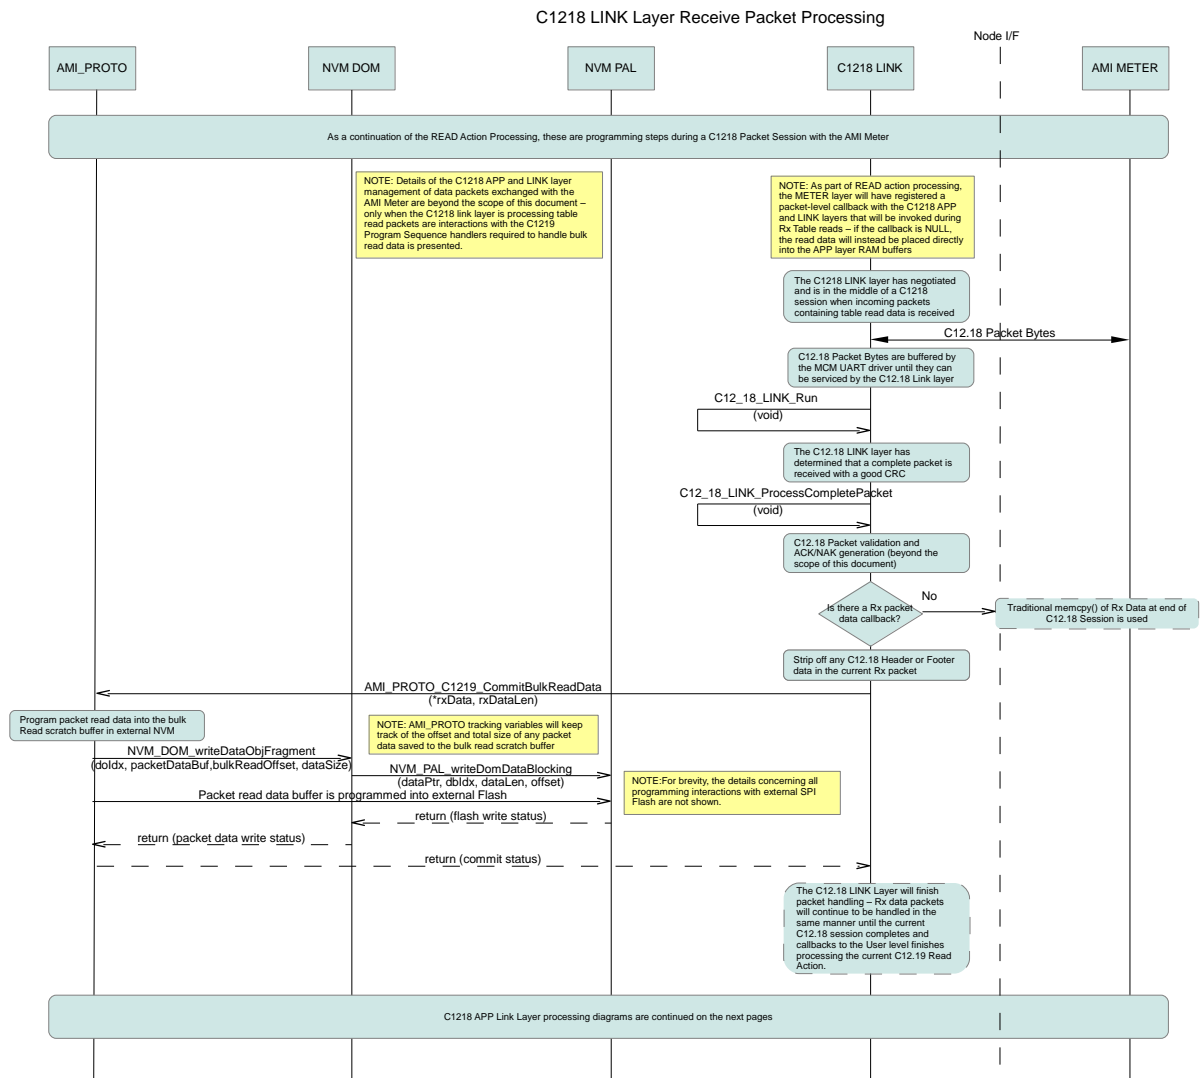 C1218 LINK Layer Receive Packet Processing
Node I/F
AMI_PROTO
NVM DOM
NVM PAL
C1218 LINK
AMI METER
As a continuation of the READ Action Processing, these are programming steps during a C1218 Packet Session with the AMI Meter
NOTE: Details of the C1218 APP and LINK layer
management of data packets exchanged with the
AMI Meter are beyond the scope of this document –
only when the C1218 link layer is processing table
read packets are interactions with the C1219
Program Sequence handlers required to handle bulk
read data is presented.
NOTE: As part of READ action processing,
the METER layer will have registered a
packet-level callback with the C1218 APP
and LINK layers that will be invoked during
Rx Table reads – if the callback is NULL,
the read data will instead be placed directly
into the APP layer RAM buffers
The C1218 LINK layer has negotiated
and is in the middle of a C1218
session when incoming packets
containing table read data is received
C12.18 Packet Bytes
C12.18 Packet Bytes are buffered by
the MCM UART driver until they can
be serviced by the C12.18 Link layer
C12_18_LINK_Run
(void)
The C12.18 LINK layer has
determined that a complete packet is
received with a good CRC
C12_18_LINK_ProcessCompletePacket
(void)
C12.18 Packet validation and
ACK/NAK generation (beyond the
scope of this document)
Is there a Rx packet
data callback?
No
Traditional memcpy() of Rx Data at end of
C12.18 Session is used
Strip off any C12.18 Header or Footer
data in the current Rx packet
AMI_PROTO_C1219_CommitBulkReadData
(*rxData, rxDataLen)
Program packet read data into the bulk
Read scratch buffer in external NVM
NOTE: AMI_PROTO tracking variables will keep
track of the offset and total size of any packet
data saved to the bulk read scratch buffer
NVM_DOM_writeDataObjFragment
(doIdx, packetDataBuf,bulkReadOffset, dataSize)
NVM_PAL_writeDomDataBlocking
(dataPtr, dbIdx, dataLen, offset)
NOTE:For brevity, the details concerning all
programming interactions with external SPI
Flash are not shown.
Packet read data buffer is programmed into external Flash
return (flash write status)
return (packet data write status)
return (commit status)
The C12.18 LINK Layer will finish
packet handling – Rx data packets
will continue to be handled in the
same manner until the current
C12.18 session completes and
callbacks to the User level finishes
processing the current C12.19 Read
Action.
C1218 APP Link Layer processing diagrams are continued on the next pages